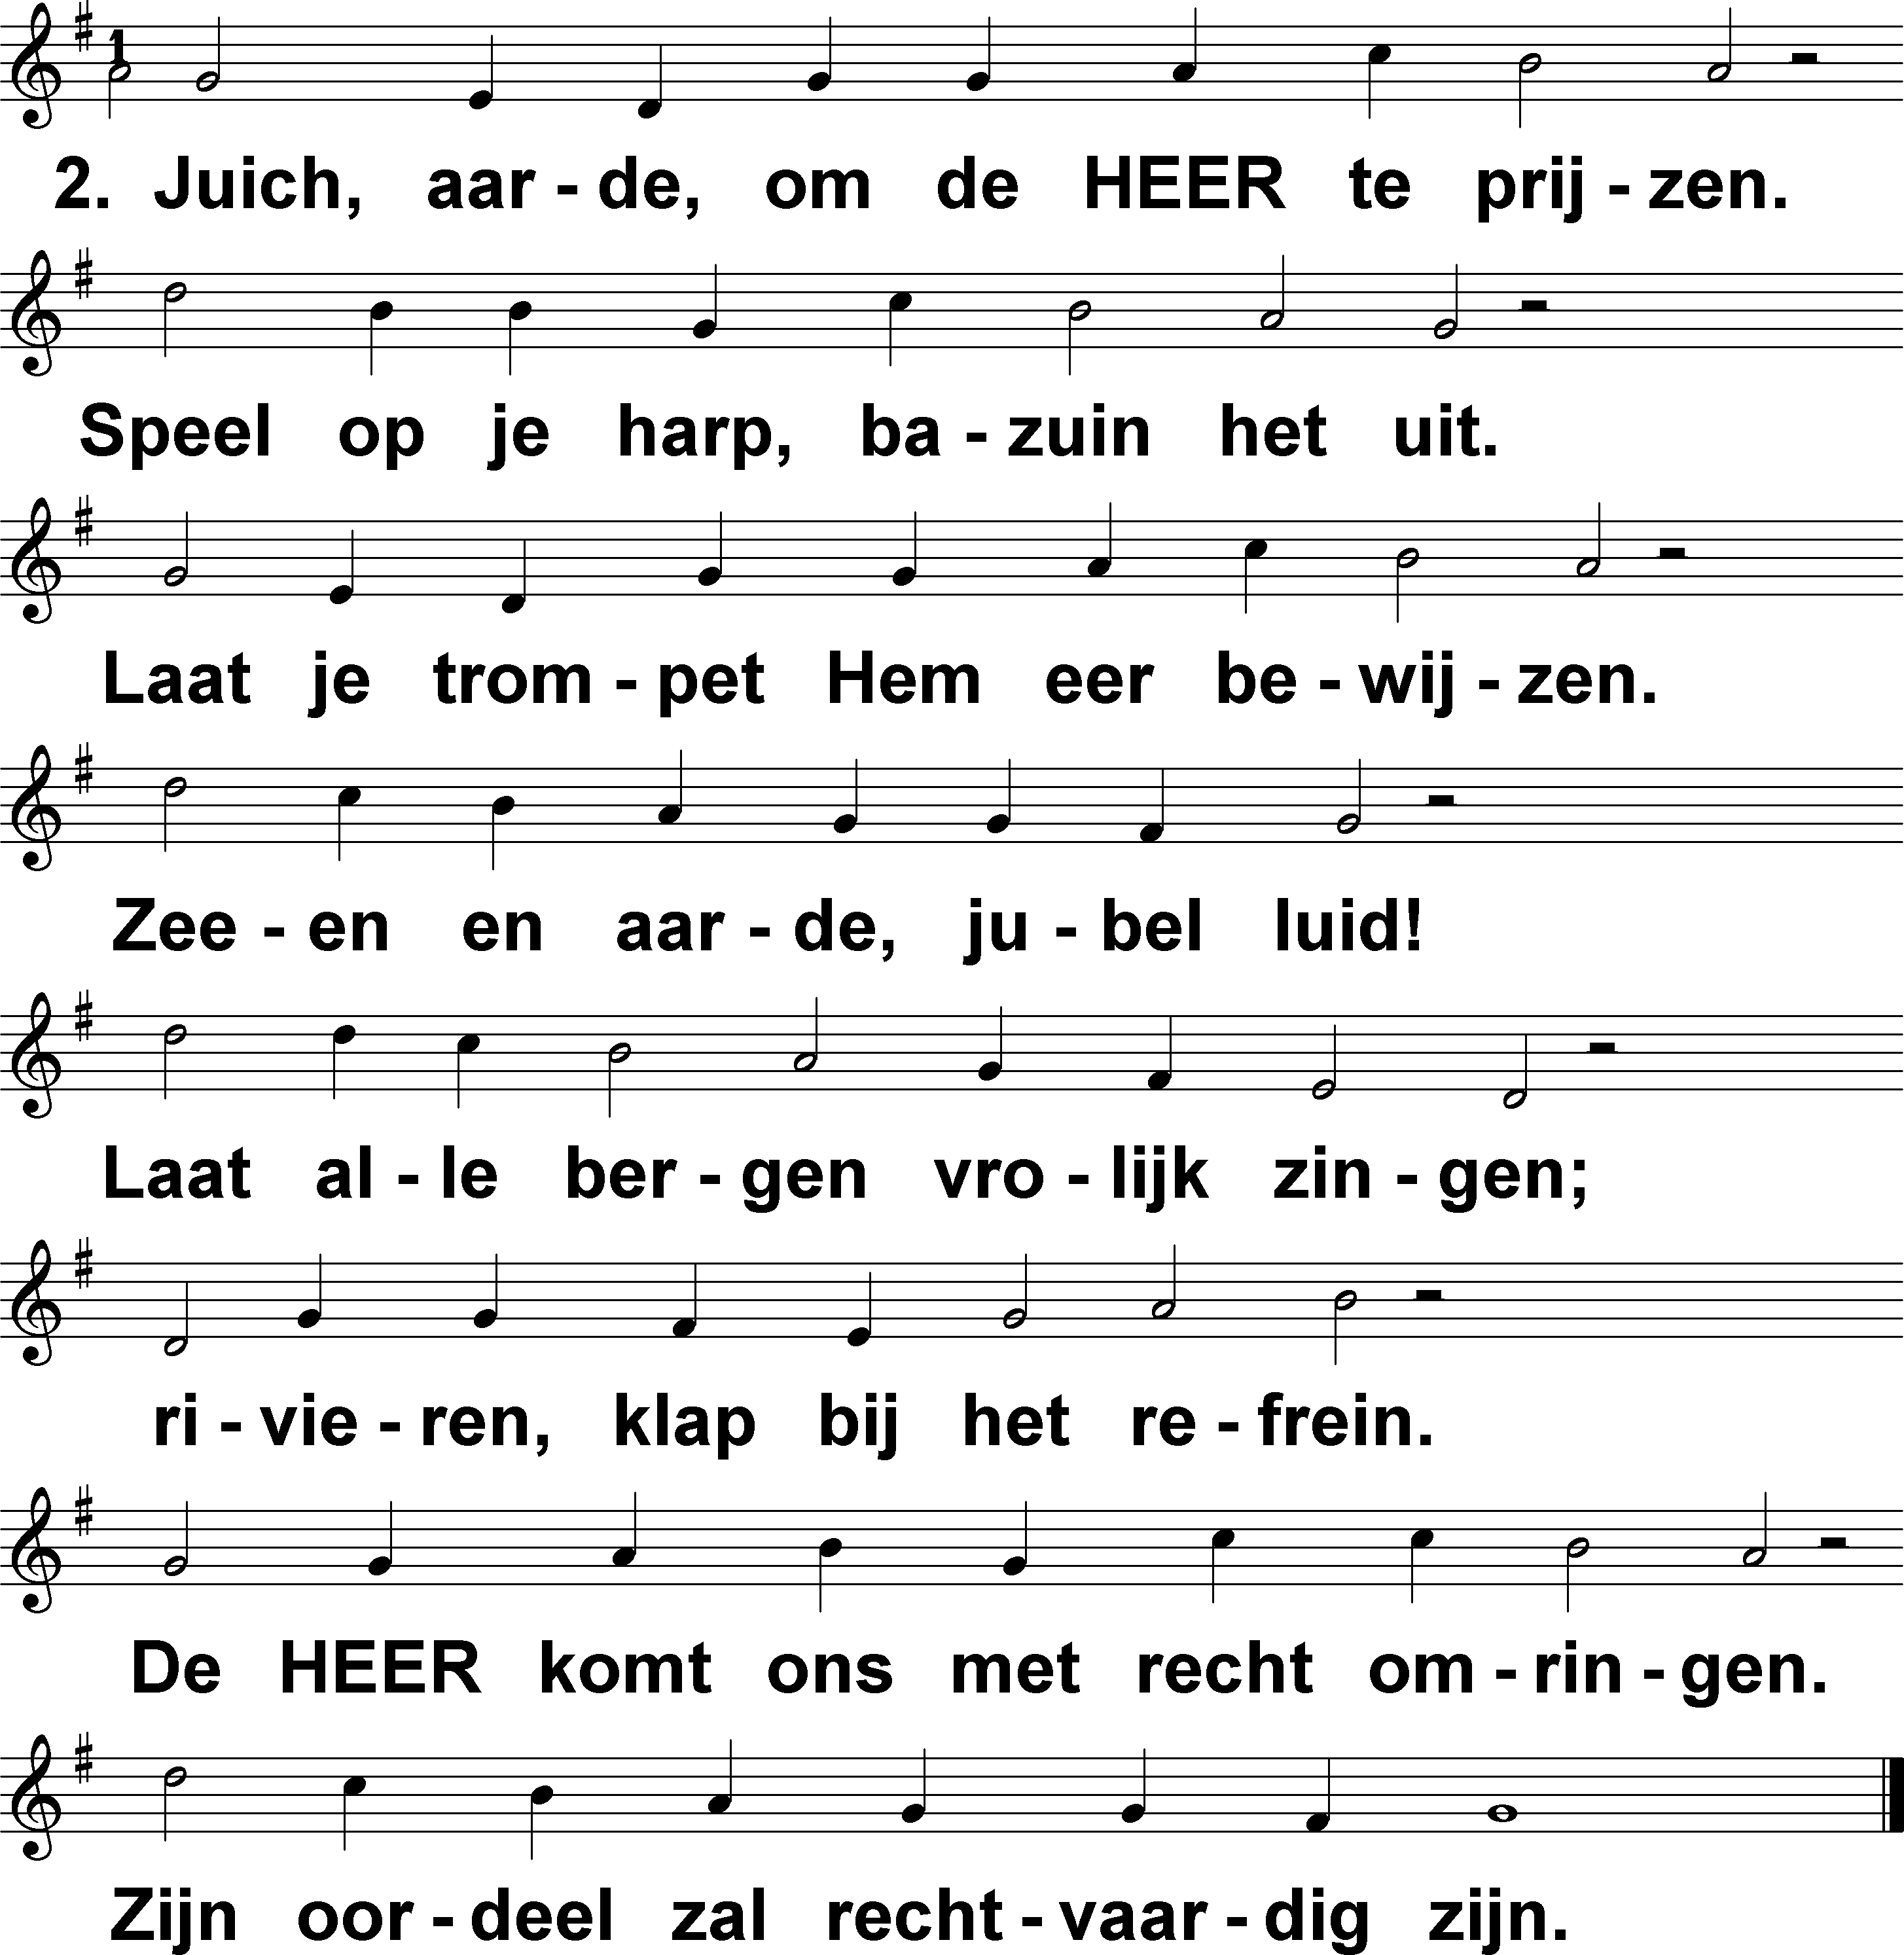 2. Juich, aar - de, om de HEER te prij - zen.
Speel op je harp, ba - zuin het uit.
Laat je trom - pet Hem eer be - wij - zen.
Zee - en en aar - de, ju - bel luid!
Laat al - le ber - gen vro - lijk zin - gen;
ri - vie - ren, klap bij het re - frein.
De HEER komt ons met recht om - rin - gen.
Zijn oor - deel zal recht - vaar - dig zijn.